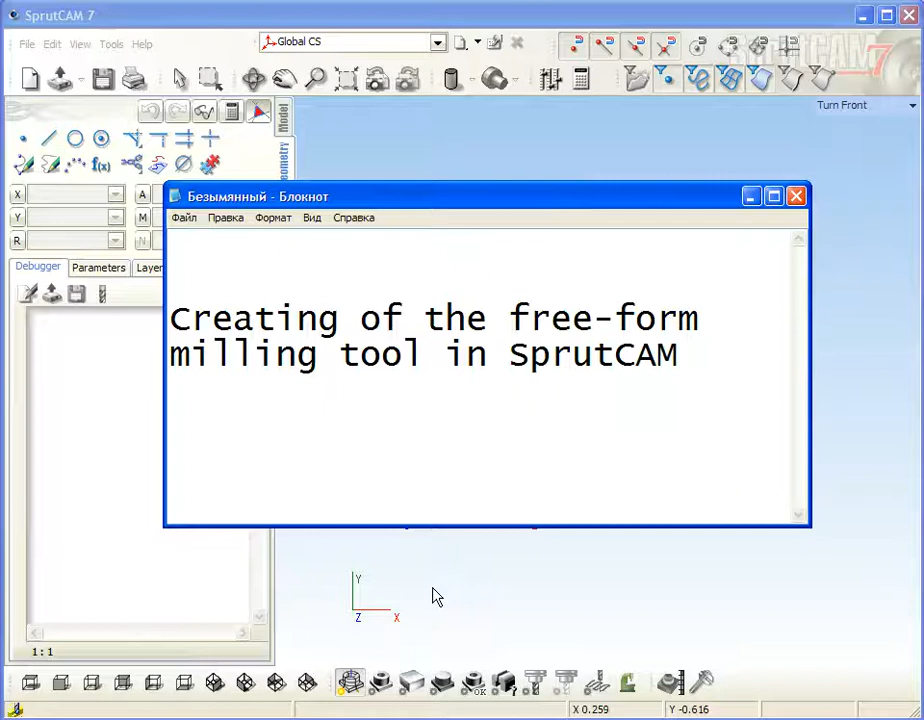 SprutCAM 7
File Edit View Tools Help
Global CS
Turn Front
Model
Geometry
f(x)
X A
Y M
R N
Debugger Parameters Layer
Безымянный - Блокнот
Файл Правка Формат Вид Справка
Creating of the free-form
milling tool in SprutCAM
Y
Z X
1:1
OK
X 0.259 Y -0.616